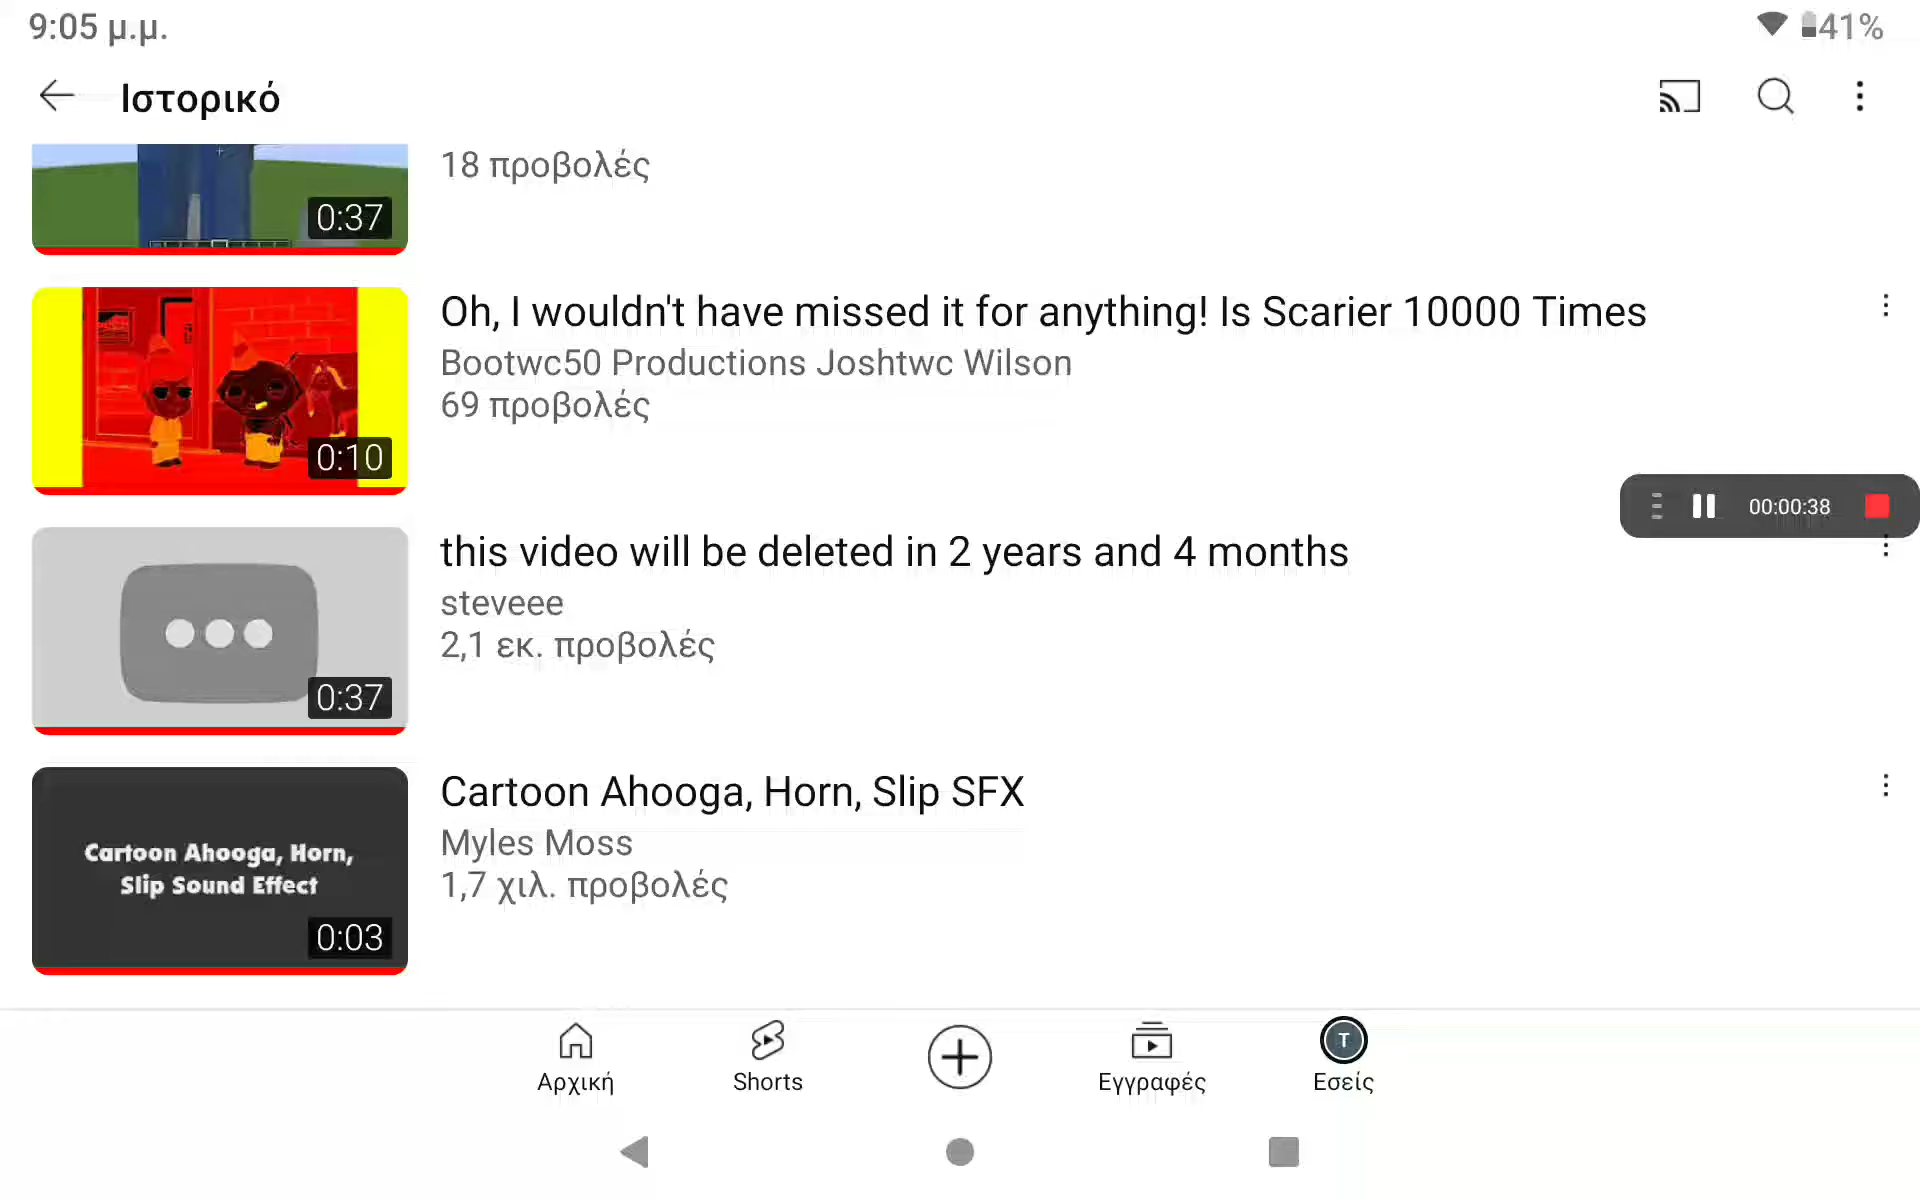 9:05 μ.μ.
41%
Ιστορικό
18 προβολές
0:37
Oh, I wouldn't have missed it for anything! Is Scarier 10000 Times
Bootwc50 Productions Joshtwc Wilson
69 προβολές
0:10
00:00:38
this video will be deleted in 2 years and 4 months
steveee
2,1 εκ. προβολές
0:37
Cartoon Ahooga, Horn, Slip SFX
Myles Moss
1,7 χιλ. προβολές
Cartoon Ahooga, Horn,
Slip Sound Effect
0:03
Αρχική
Shorts
Εγγραφές
T
Εσείς